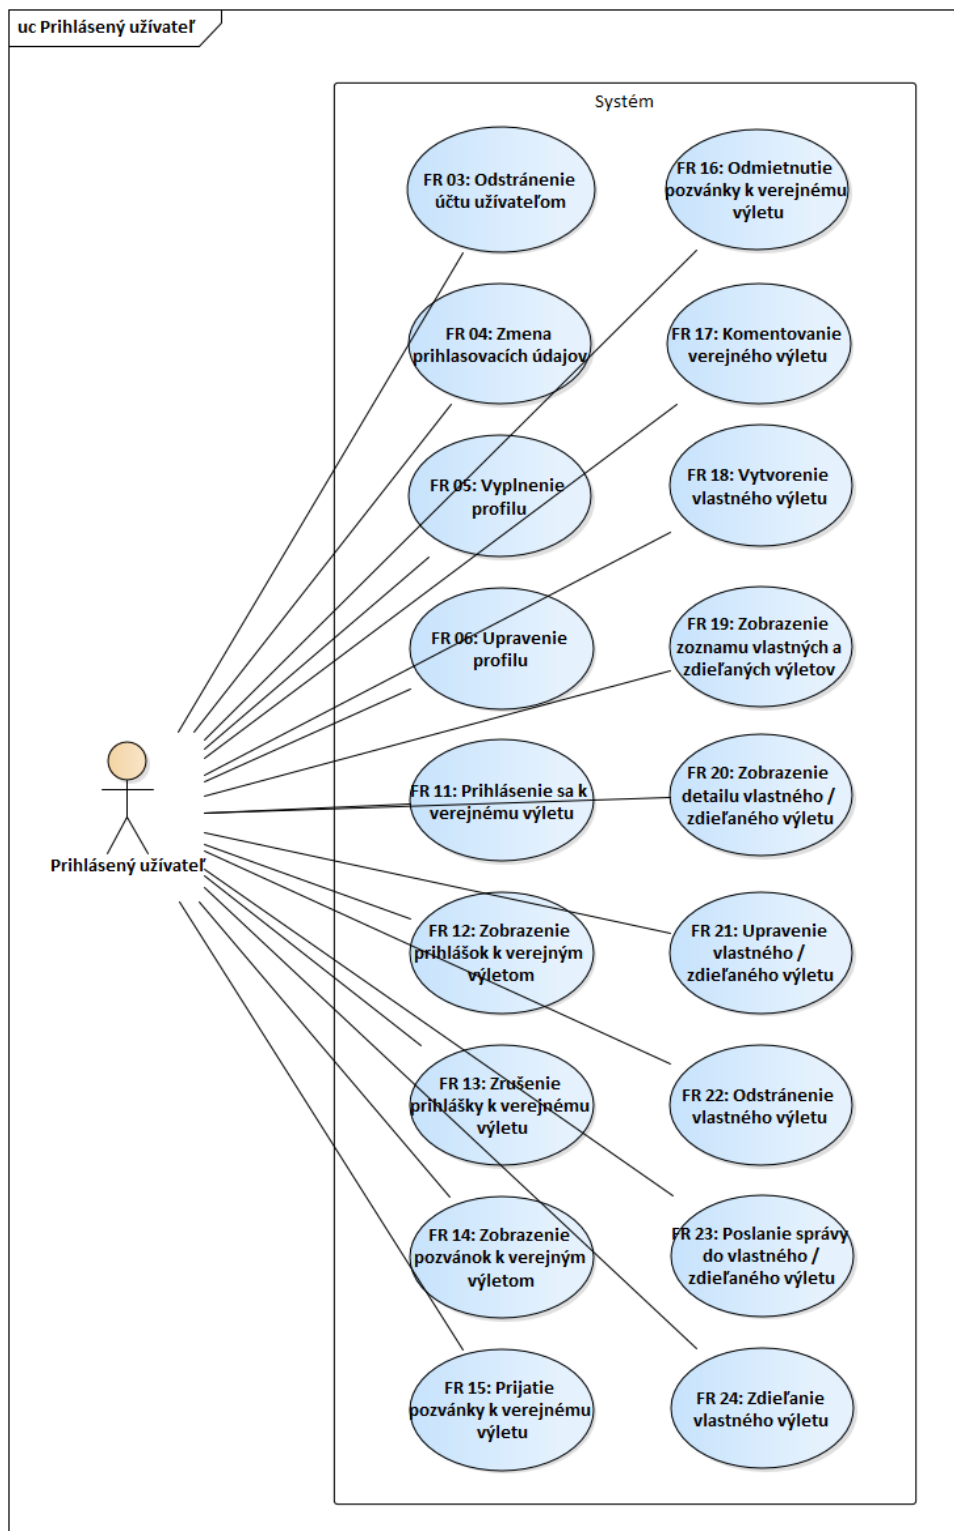 uc Prihlásený užívateľ
Systém
FR 03: Odstránenie
účtu užívateľom
FR 04: Zmena
prihlasovacích údajov
FR 05: Vyplnenie
profilu
FR 06: Upravenie
profilu
FR 11: Prihlásenie sa k
verejnému výletu
FR 12: Zobrazenie
prihlášok k verejným
výletom
FR 13: Zrušenie
prihlášky k verejnému
výletu
FR 14: Zobrazenie
pozvánok k verejným
výletom
FR 15: Prijatie
pozvánky k verejnému
výletu
FR 16: Odmietnutie
pozvánky k verejnému
výletu
FR 17: Komentovanie
verejného výletu
FR 18: Vytvorenie
vlastného výletu
FR 19: Zobrazenie
zoznamu vlastných a
zdieľaných výletov
FR 20: Zobrazenie
detailu vlastného /
zdieľaného výletu
FR 21: Upravenie
vlastného /
zdieľaného výletu
FR 22: Odstránenie
vlastného výletu
FR 23: Poslanie správy
do vlastného /
zdieľaného výletu
FR 24: Zdieľanie
vlastného výletu
Prihlásený užívateľ